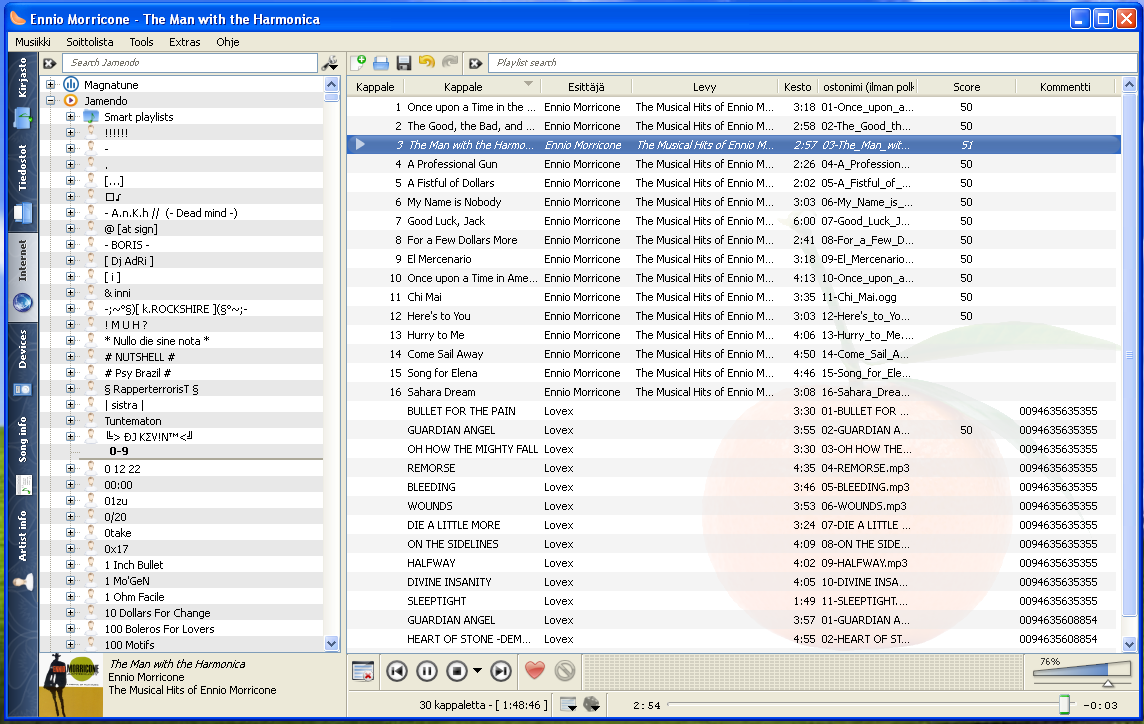 Ennio Morricone - The Man with the Harmonica
Musiikki Soittolista Tools Extras Ohje
Kirjasto
Tiedostot
Internet
Devices
Song info
Artist info
Search Jamendo
Magnatune
Jamendo
Smart playlists
!!!!!!
-
.
[...]
□♪
- A.n.K.h // (- Dead mind -)
@ [at sign]
- BORIS -
[ Dj AdRi ]
[ i ]
& inni
-;~°§)[ k.ROCKSHIRE ](§°~;-
! M U H ?
* Nullo die sine nota *
# NUTSHELL #
# Psy Brazil #
§ RapperterrorisT §
| sistra |
Tuntematon
╚> ÐJ KΣV!N™<╝
0-9
0 12 22
00:00
01zu
0/20
0take
0x17
1 Inch Bullet
1 Mo'GeN
1 Ohm Facile
10 Dollars For Change
100 Boleros For Lovers
100 Motifs
The Man with the Harmonica
Ennio Morricone
The Musical Hits of Ennio Morricone
Playlist search
Kappale Kappale Esittäjä Levy Kesto ostonimi (ilman polk Score Kommentti
1 Once upon a Time in the ... Ennio Morricone The Musical Hits of Ennio M... 3:18 01-Once_upon_a... 50
2 The Good, the Bad, and ... Ennio Morricone The Musical Hits of Ennio M... 2:58 02-The_Good_th... 50
3 The Man with the Harmo... Ennio Morricone The Musical Hits of Ennio M... 2:57 03-The_Man_wit... 51
4 A Professional Gun Ennio Morricone The Musical Hits of Ennio M... 2:26 04-A_Profession... 50
5 A Fistful of Dollars Ennio Morricone The Musical Hits of Ennio M... 2:02 05-A_Fistful_of_... 50
6 My Name is Nobody Ennio Morricone The Musical Hits of Ennio M... 3:03 06-My_Name_is_... 50
7 Good Luck, Jack Ennio Morricone The Musical Hits of Ennio M... 6:00 07-Good_Luck_J... 50
8 For a Few Dollars More Ennio Morricone The Musical Hits of Ennio M... 2:41 08-For_a_Few_D... 50
9 El Mercenario Ennio Morricone The Musical Hits of Ennio M... 3:18 09-El_Mercenario... 50
10 Once upon a Time in Ame... Ennio Morricone The Musical Hits of Ennio M... 4:13 10-Once_upon_a... 50
11 Chi Mai Ennio Morricone The Musical Hits of Ennio M... 3:35 11-Chi_Mai.ogg 50
12 Here's to You Ennio Morricone The Musical Hits of Ennio M... 3:03 12-Here's_to_Yo... 50
13 Hurry to Me Ennio Morricone The Musical Hits of Ennio M... 4:06 13-Hurry_to_Me....
14 Come Sail Away Ennio Morricone The Musical Hits of Ennio M... 4:50 14-Come_Sail_A...
15 Song for Elena Ennio Morricone The Musical Hits of Ennio M... 4:46 15-Song_for_Ele...
16 Sahara Dream Ennio Morricone The Musical Hits of Ennio M... 3:08 16-Sahara_Drea...
BULLET FOR THE PAIN Lovex 3:30 01-BULLET FOR ... 0094635635355
GUARDIAN ANGEL Lovex 3:55 02-GUARDIAN A... 50 0094635635355
OH HOW THE MIGHTY FALL Lovex 3:30 03-OH HOW THE... 0094635635355
REMORSE Lovex 4:35 04-REMORSE.mp3 0094635635355
BLEEDING Lovex 3:46 05-BLEEDING.mp3 0094635635355
WOUNDS Lovex 3:53 06-WOUNDS.mp3 0094635635355
DIE A LITTLE MORE Lovex 3:24 07-DIE A LITTLE ... 0094635635355
ON THE SIDELINES Lovex 4:09 08-ON THE SIDE... 0094635635355
HALFWAY Lovex 4:02 09-HALFWAY.mp3 0094635635355
DIVINE INSANITY Lovex 4:05 10-DIVINE INSA... 0094635635355
SLEEPTIGHT Lovex 1:49 11-SLEEPTIGHT.... 0094635635355
GUARDIAN ANGEL Lovex 3:57 01-GUARDIAN A... 0094635608854
HEART OF STONE -DEM... Lovex 4:55 02-HEART OF ST... 0094635608854
76%
30 kappaletta - [ 1:48:46 ] 2:54 -0:03